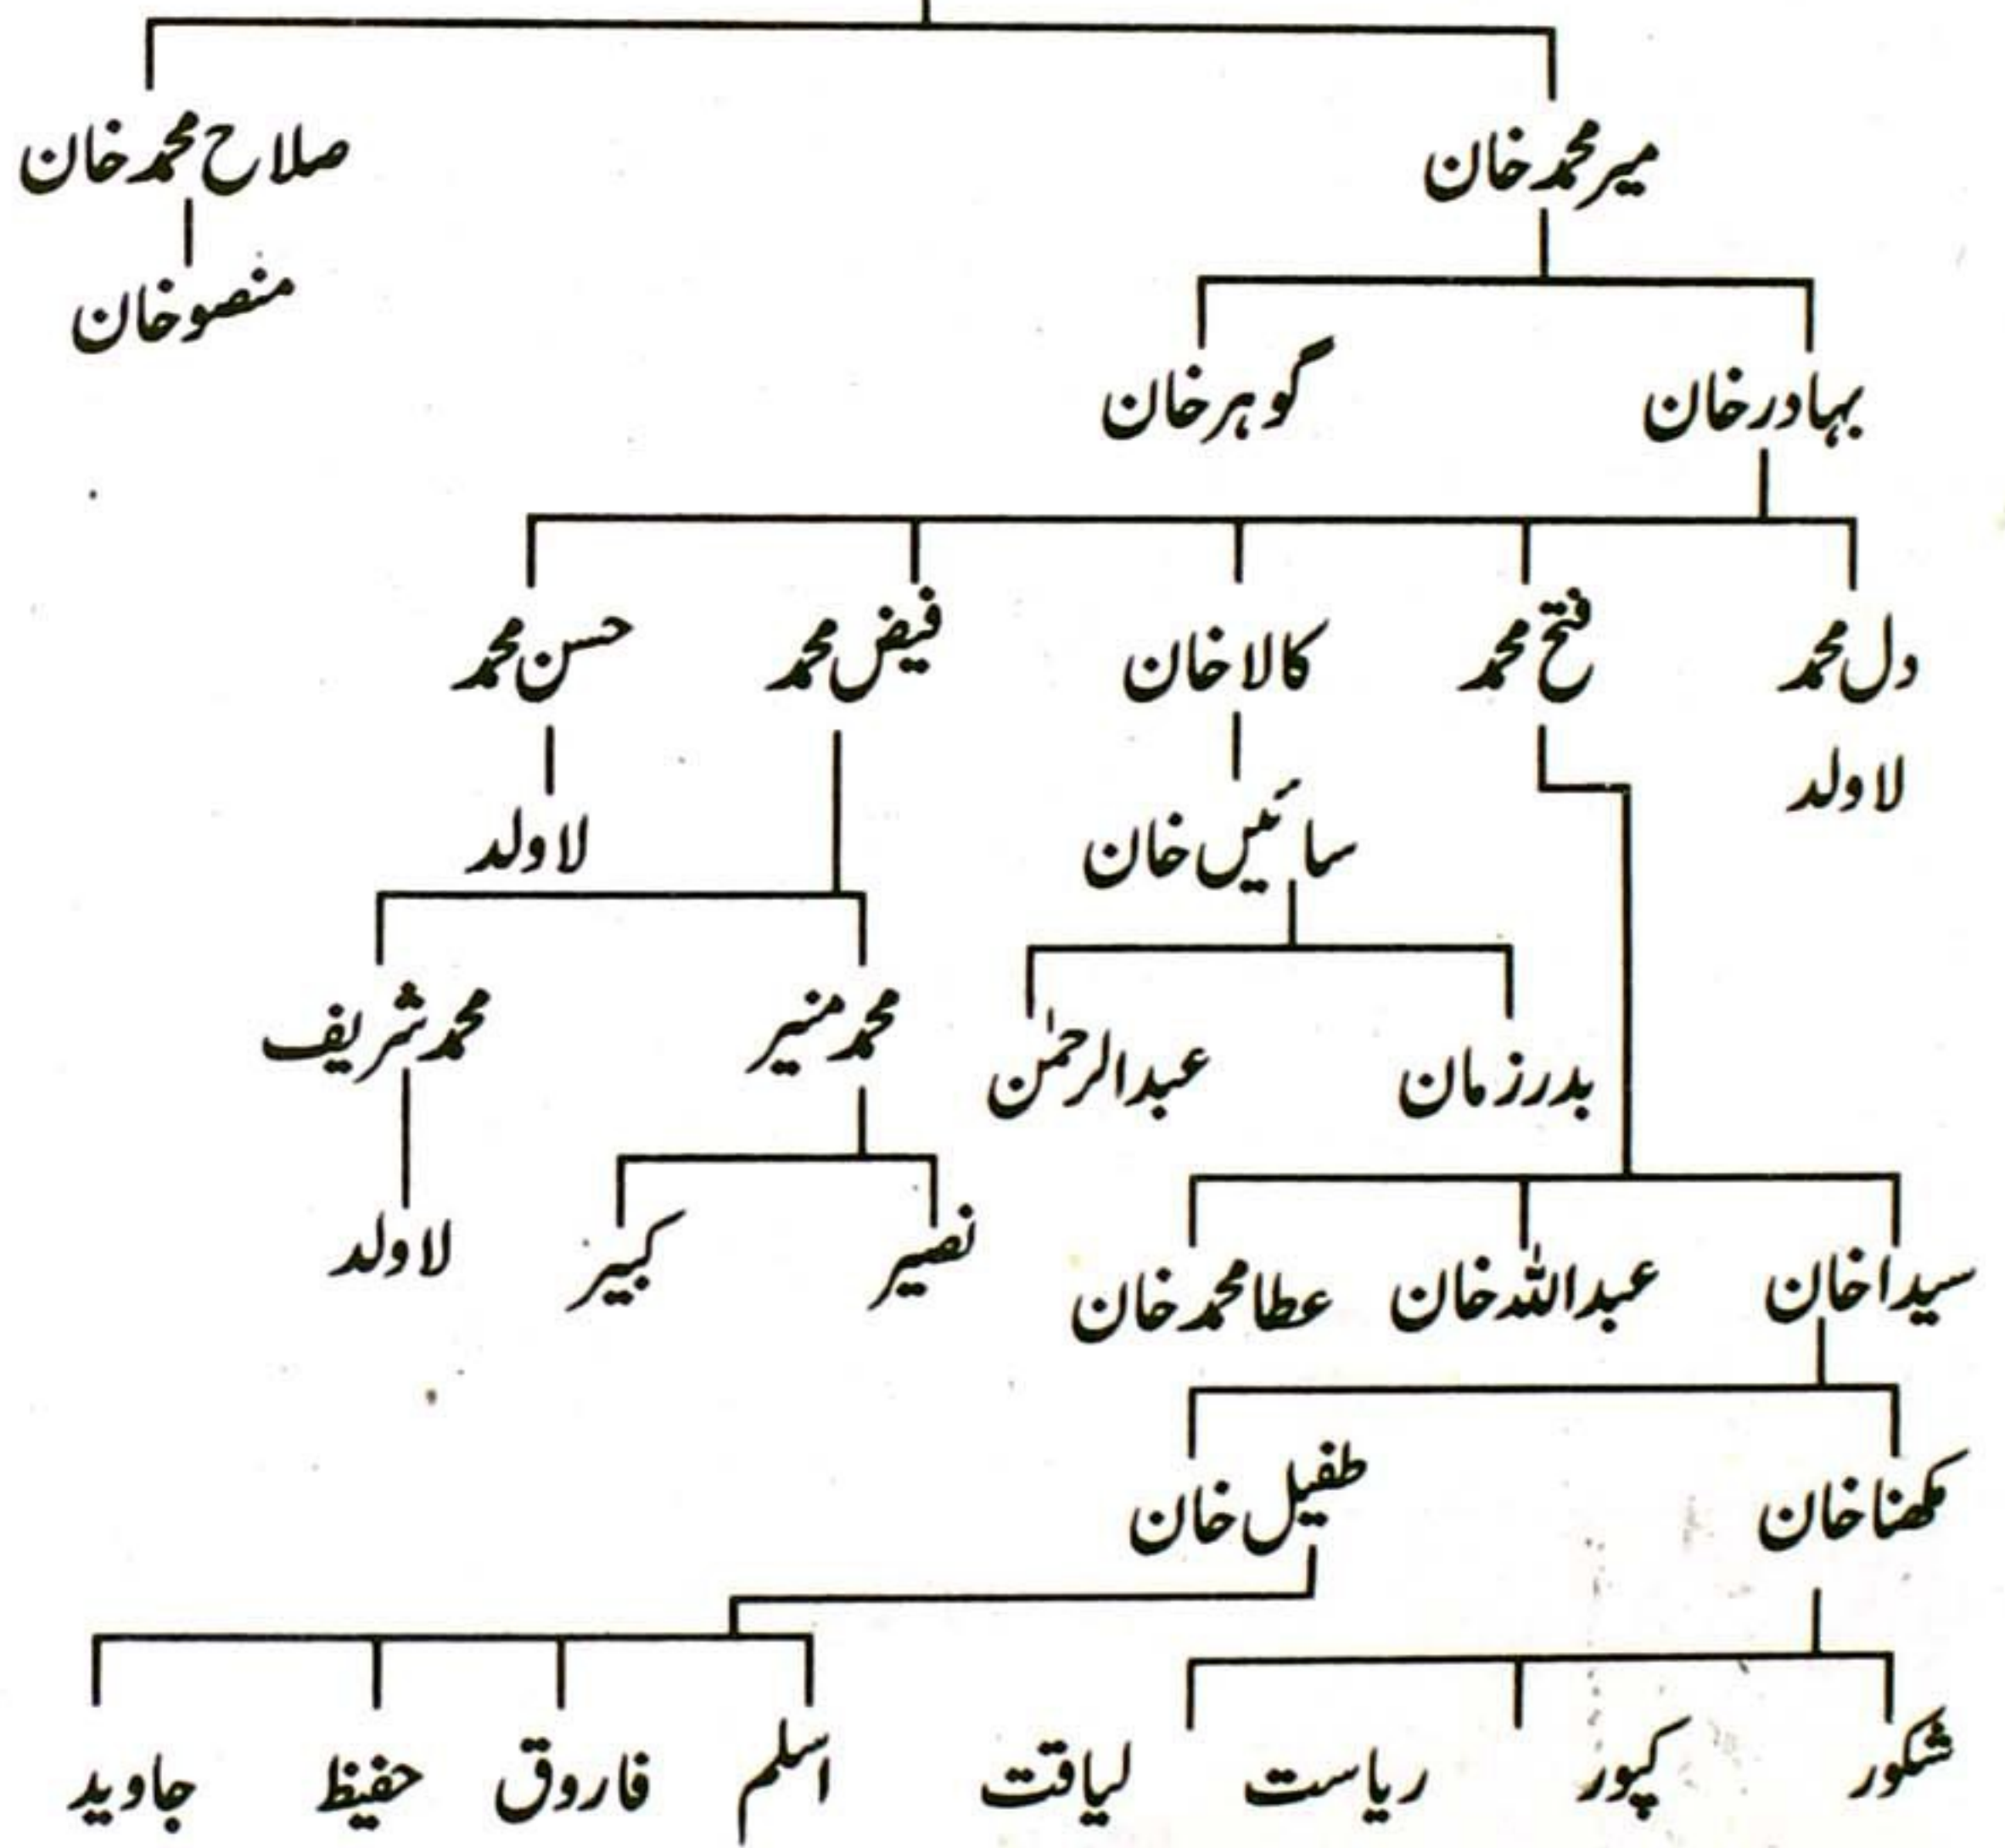 میر محمد خان صلاح محمد خان
منصو خان
بہادر خان گوہر خان
دل محمد فتح محمد کالا خان فیض محمد حسن محمد
لاولد سائیں خان لاولد
محمد منیر محمد شریف
بدر زمان عبدالرحمٰن
نصیر کبیر لاولد
سیدا خان عبداللہ خان عطا محمد خان
مکھنا خان طفیل خان
شکور کپور ریاست لیاقت اسلم فاروق حفیظ جاوید